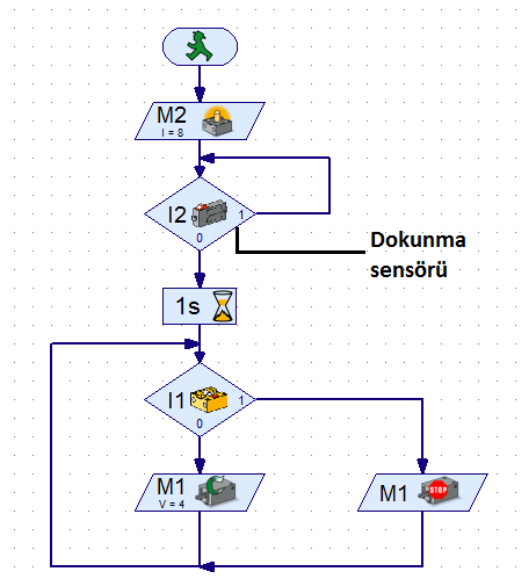 M2
I = 8
I2
1
0
Dokunma
sensörü
1s
I1
1
0
M1
V = 4
M1
STOP